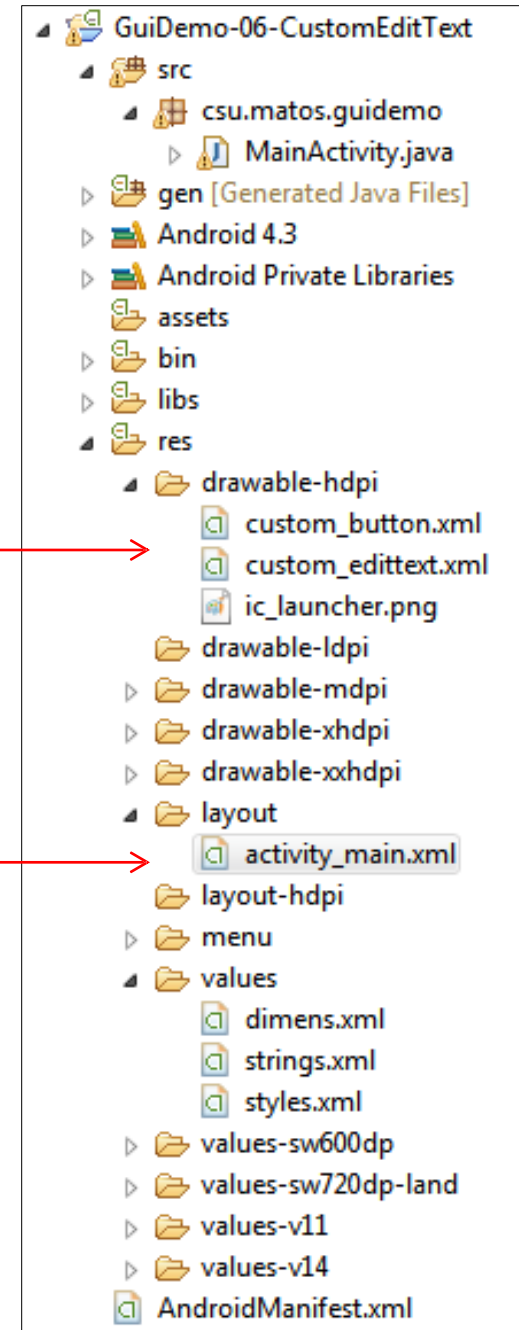 GuiDemo-06-CustomEditText
src
csu.matos.guidemo
MainActivity.java
gen [Generated Java Files]
Android 4.3
Android Private Libraries
assets
bin
libs
res
drawable-hdpi
custom_button.xml
custom_edittext.xml
ic_launcher.png
drawable-ldpi
drawable-mdpi
drawable-xhdpi
drawable-xxhdpi
layout
activity_main.xml
layout-hdpi
menu
values
dimens.xml
strings.xml
styles.xml
values-sw600dp
values-sw720dp-land
values-v11
values-v14
AndroidManifest.xml